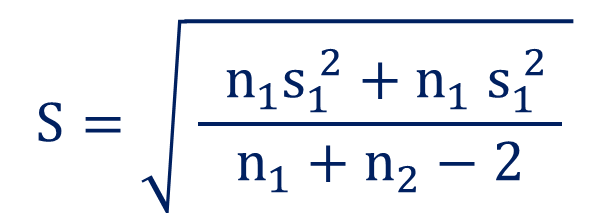 S = √((n₁s₁² + n₁ s₁²)/(n₁ + n₂ − 2))